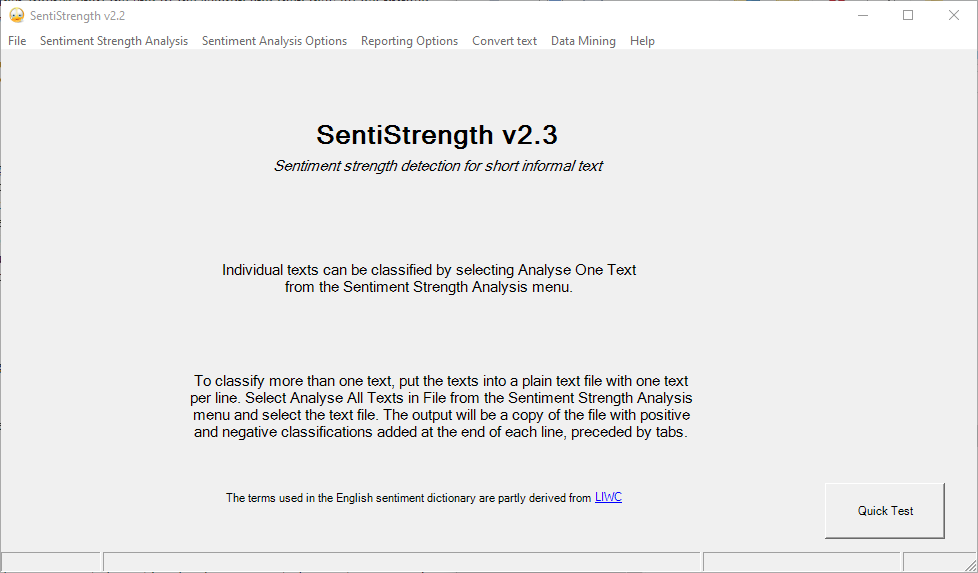 SentiStrength v2.2
File Sentiment Strength Analysis Sentiment Analysis Options Reporting Options Convert text Data Mining Help
SentiStrength v2.3
Sentiment strength detection for short informal text
Individual texts can be classified by selecting Analyse One Text
from the Sentiment Strength Analysis menu.
To classify more than one text, put the texts into a plain text file with one text
per line. Select Analyse All Texts in File from the Sentiment Strength Analysis
menu and select the text file. The output will be a copy of the file with positive
and negative classifications added at the end of each line, preceded by tabs.
The terms used in the English sentiment dictionary are partly derived from LIWC
Quick Test